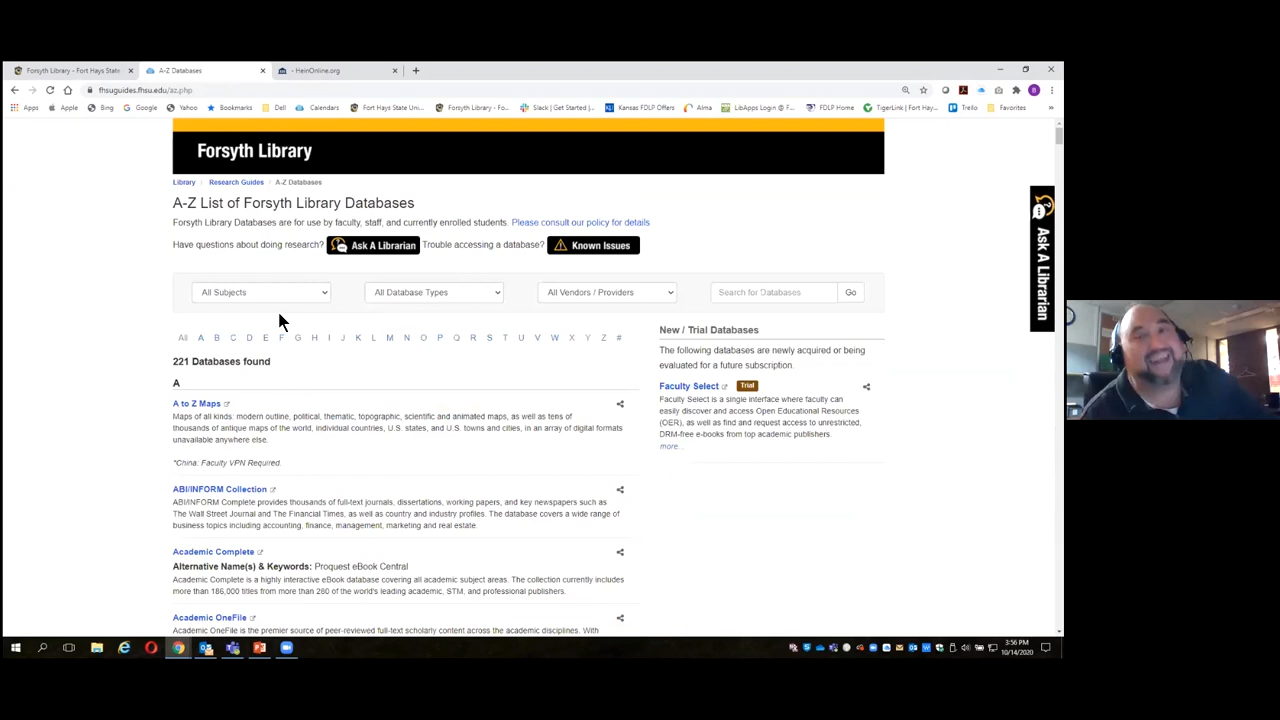 Forsyth Library - Fort Hays State
A-Z Databases
HeinOnline.org
fhsuguides.fhsu.edu/az.php
Apps Apple Bing Google Yahoo Bookmarks Dell Calendars Fort Hays State Uni... Forsyth Library - Fo... Slack | Get Started |... Kansas FDLP Offers Alma LibApps Login @ F... FDLP Home TigerLink | Fort Hay... Trello Favorites
Forsyth Library
Library / Research Guides / A-Z Databases
A-Z List of Forsyth Library Databases
Forsyth Library Databases are for use by faculty, staff, and currently enrolled students. Please consult our policy for details
Have questions about doing research? Ask A Librarian Trouble accessing a database? Known Issues
All Subjects All Database Types All Vendors / Providers Search for Databases Go
All A B C D E F G H I J K L M N O P Q R S T U V W X Y Z #
221 Databases found
A
A to Z Maps
Maps of all kinds: modern outline, political, thematic, topographic, scientific and animated maps, as well as tens of
thousands of antique maps of the world, individual countries, U.S. states, and U.S. towns and cities, in an array of digital formats
unavailable anywhere else.
*China: Faculty VPN Required.
ABI/INFORM Collection
ABI/INFORM Complete provides thousands of full-text journals, dissertations, working papers, and key newspapers such as
The Wall Street Journal and The Financial Times, as well as country and industry profiles. The database covers a wide range of
business topics including accounting, finance, management, marketing and real estate.
Academic Complete
Alternative Name(s) & Keywords: Proquest eBook Central
Academic Complete is a highly interactive eBook database covering all academic subject areas. The collection currently includes
more than 186,000 titles from more than 280 of the world's leading academic, STM, and professional publishers.
Academic OneFile
Academic OneFile is the premier source of peer-reviewed full-text scholarly content across the academic disciplines. With
New / Trial Databases
The following databases are newly acquired or being
evaluated for a future subscription.
Faculty Select Trial
Faculty Select is a single interface where faculty can
easily discover and access Open Educational Resources
(OER), as well as find and request access to unrestricted,
DRM-free e-books from top academic publishers.
more...
Ask A Librarian
B
3:56 PM
10/14/2020